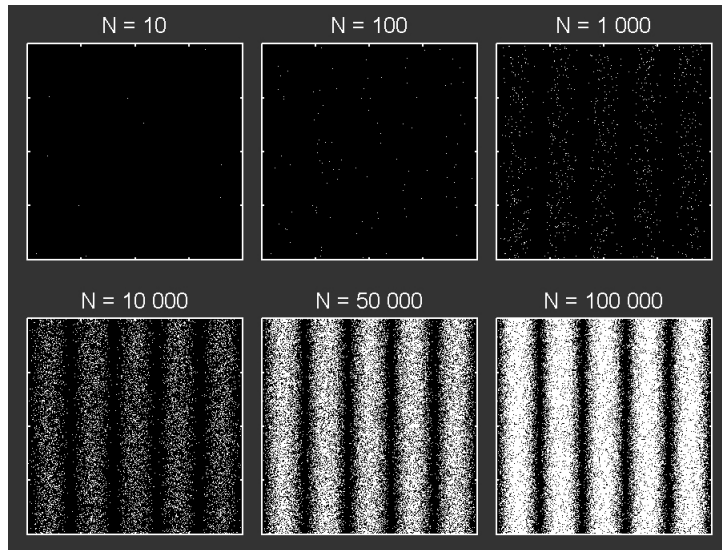 N = 10
N = 100
N = 1 000
N = 10 000
N = 50 000
N = 100 000